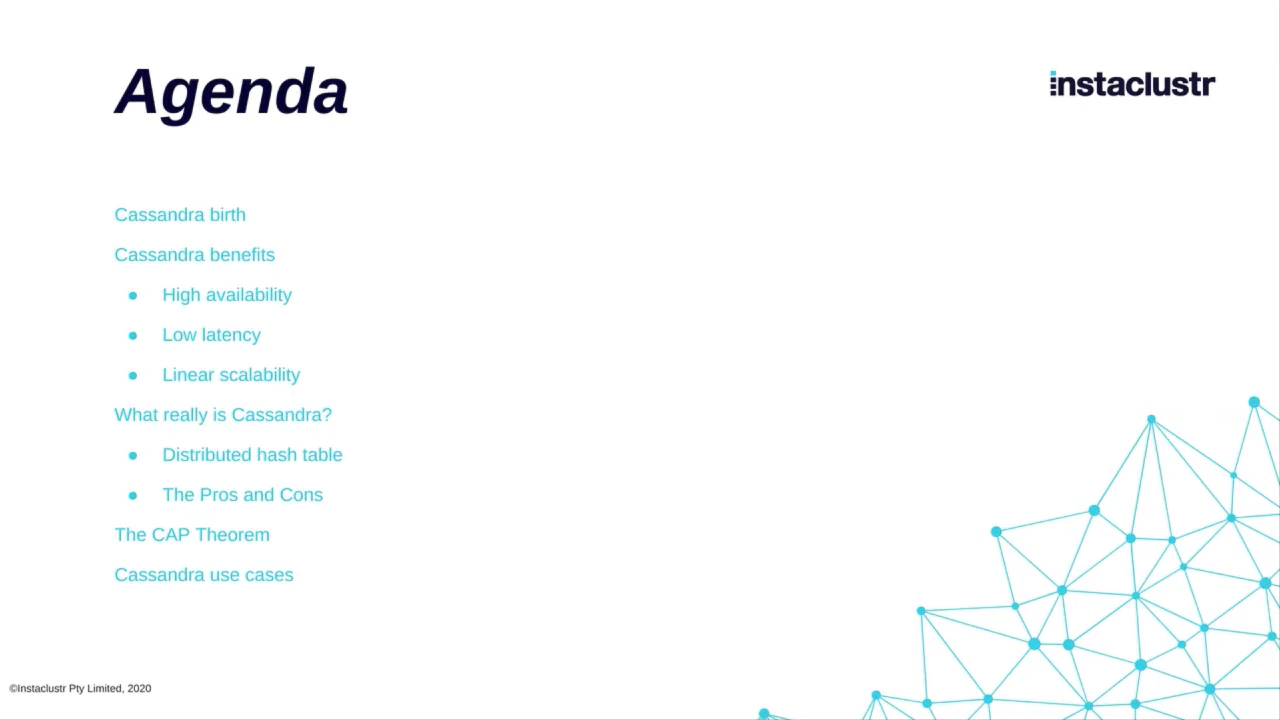 Agenda
instaclustr
Cassandra birth
Cassandra benefits
● High availability
● Low latency
● Linear scalability
What really is Cassandra?
● Distributed hash table
● The Pros and Cons
The CAP Theorem
Cassandra use cases
©Instaclustr Pty Limited, 2020